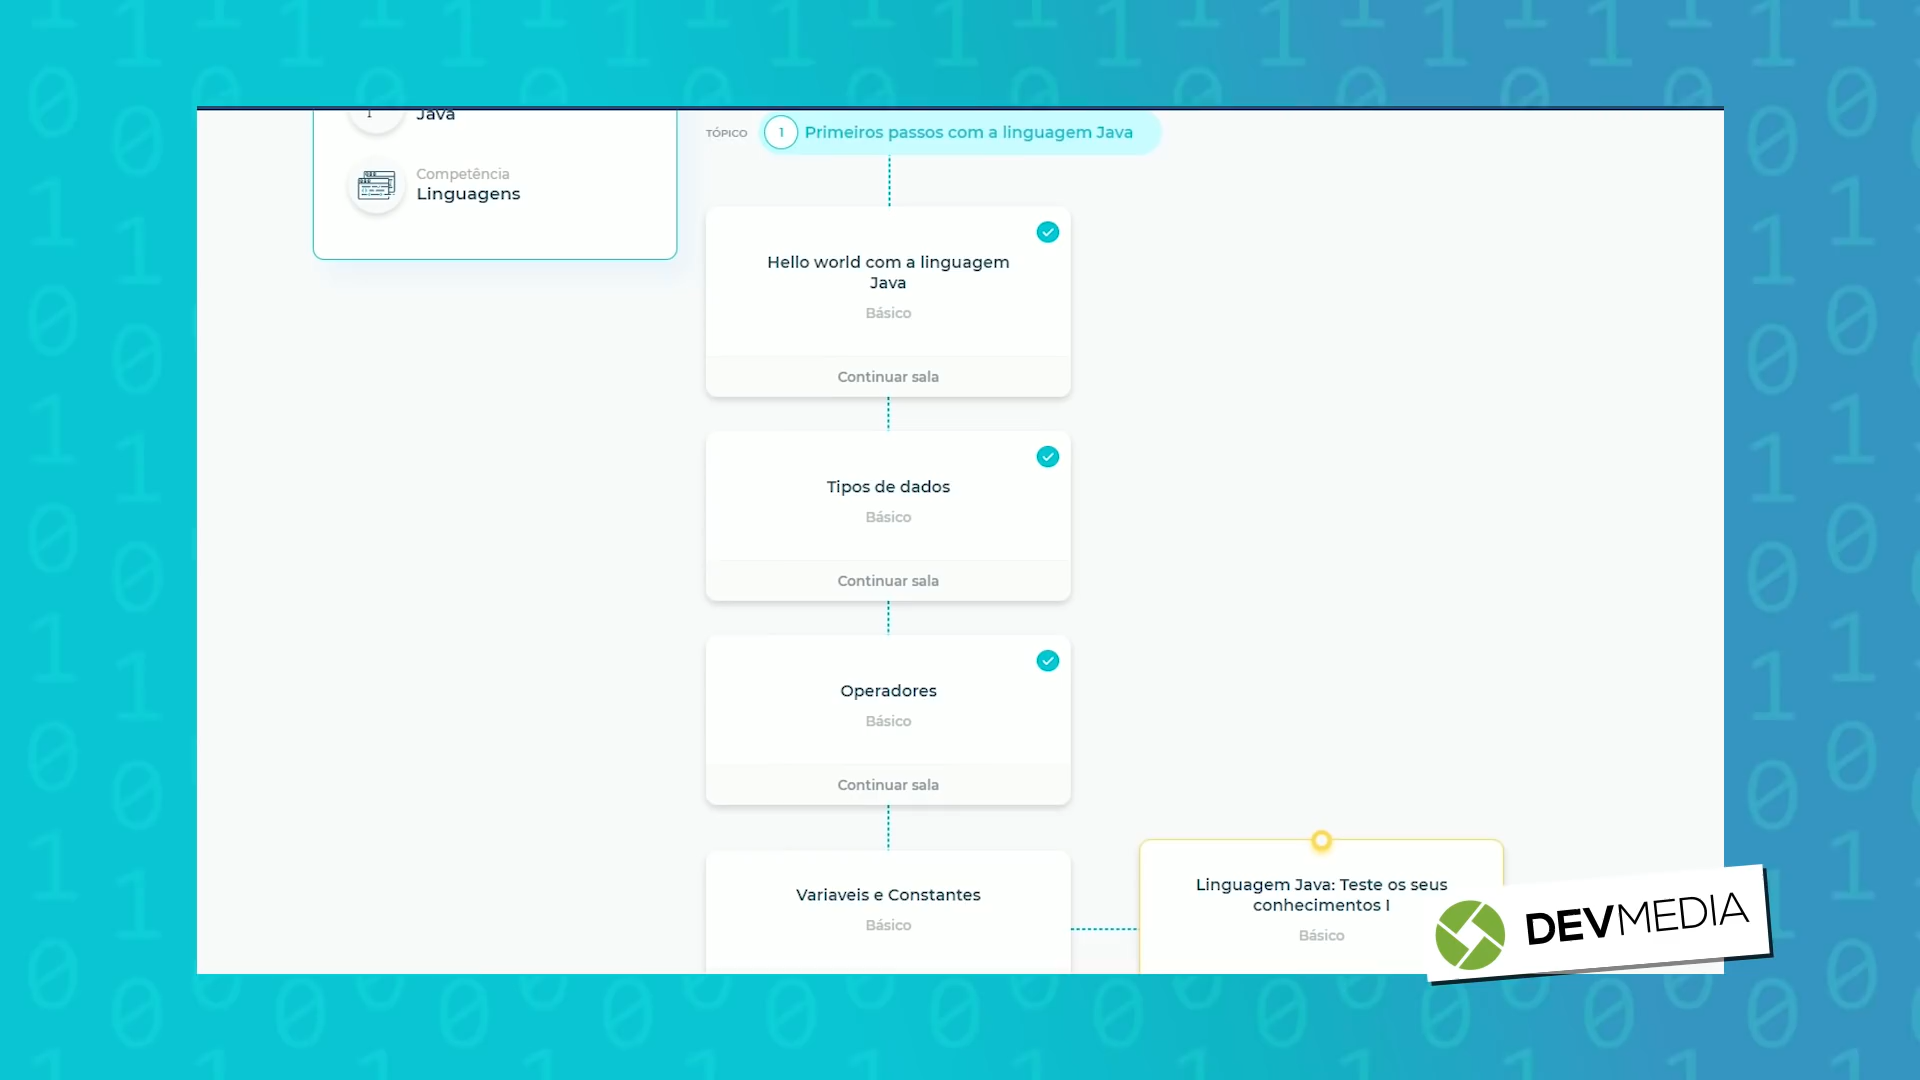 Java
Competência
Linguagens
TÓPICO
1
Primeiros passos com a linguagem Java
Hello world com a linguagem
Java
Básico
Continuar sala
Tipos de dados
Básico
Continuar sala
Operadores
Básico
Continuar sala
Variaveis e Constantes
Básico
Linguagem Java: Teste os seus
conhecimentos I
Básico
DEVMEDIA